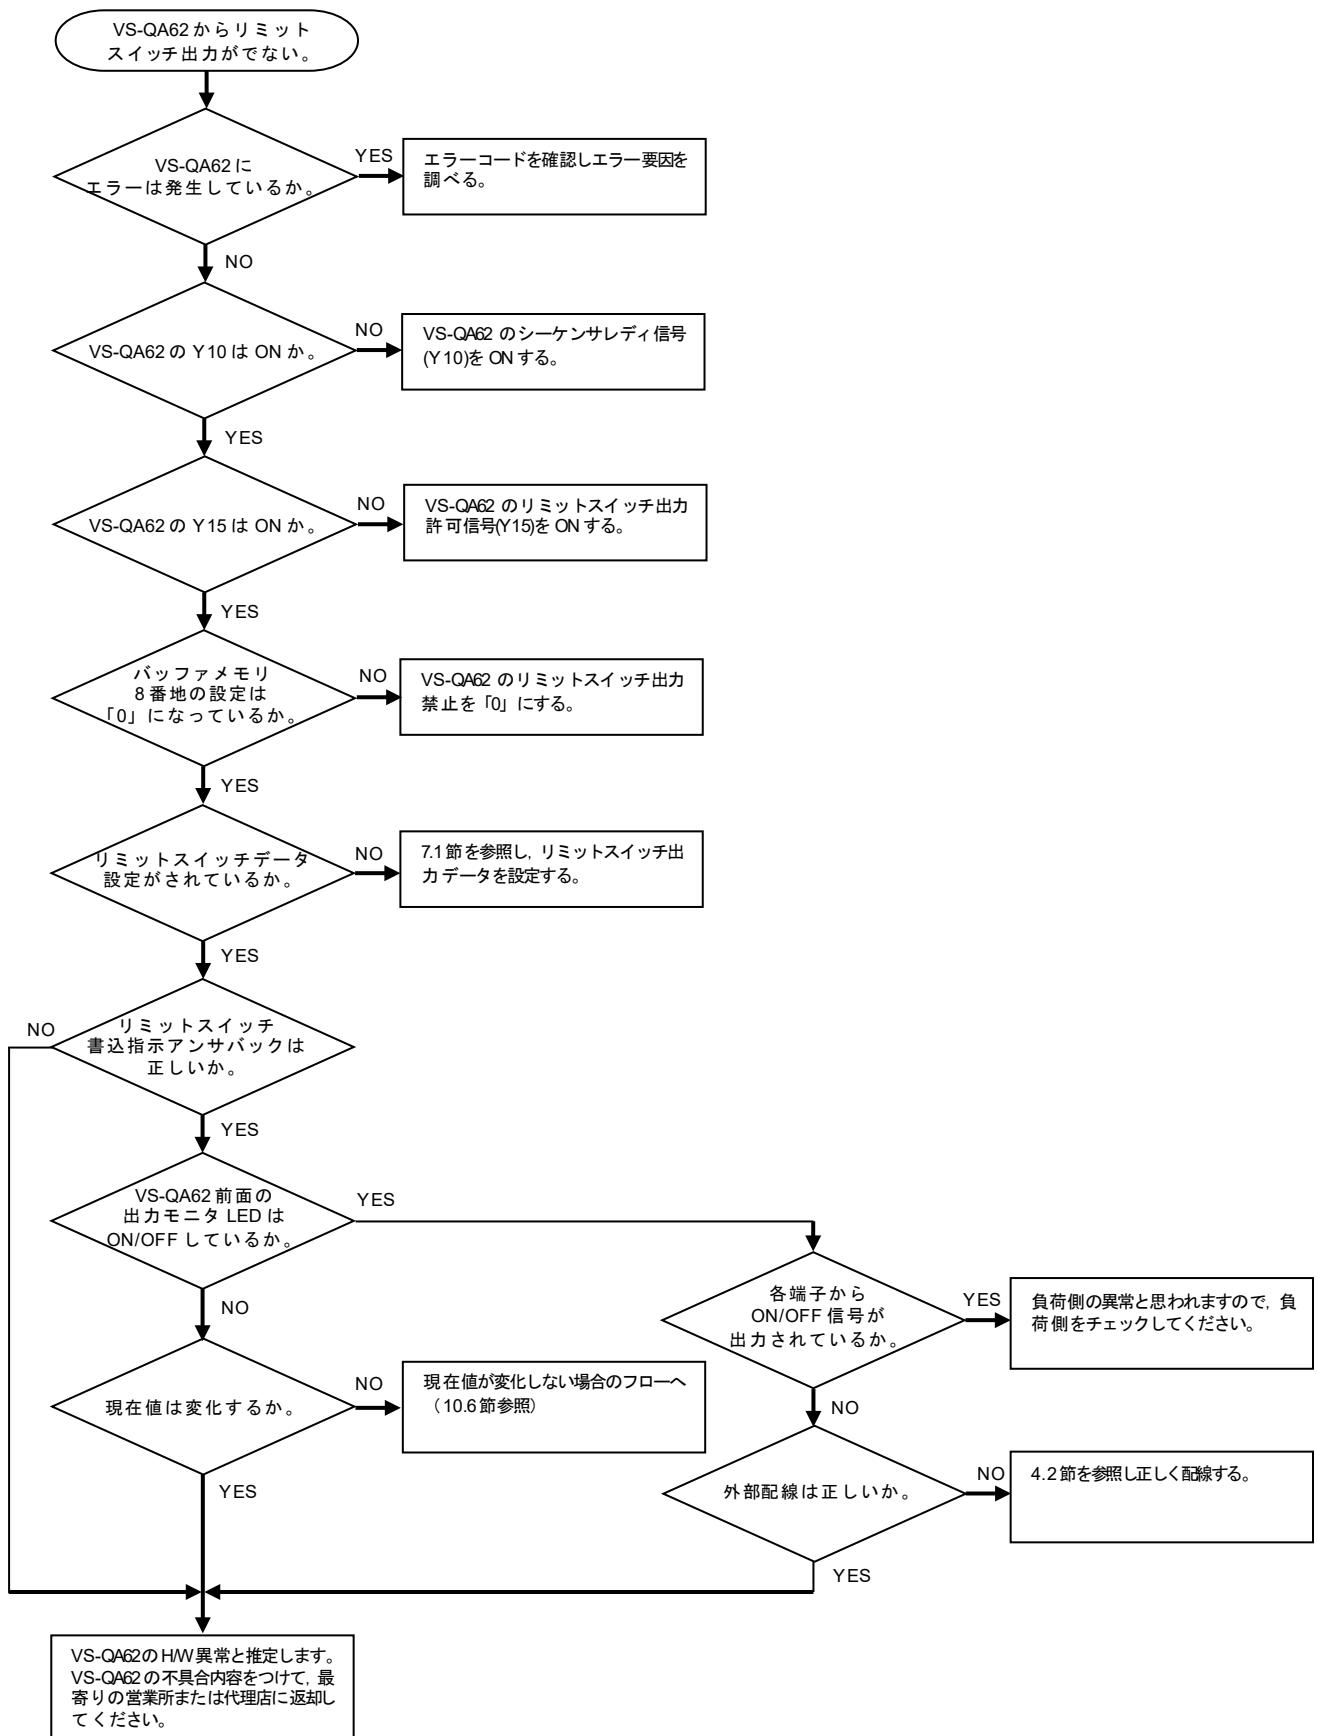 VS-QA62からリミット
スイッチ出力がでない。
VS-QA62に
エラーは発生しているか。
YES
エラーコードを確認しエラー要因を
調べる。
NO
VS-QA62の Y10は ONか。
NO
VS-QA62 のシーケンサレディ信号
(Y10)を ONする。
YES
VS-QA62の Y15は ONか。
NO
VS-QA62 のリミットスイッチ出力
許可信号(Y15)を ONする。
YES
バッファメモリ
8番地の設定は
「0」になっているか。
NO
VS-QA62 のリミットスイッチ出力
禁止を「0」にする。
YES
リミットスイッチデータ
設定がされているか。
NO
7.1節を参照し，リミットスイッチ出
力データを設定する。
YES
リミットスイッチ
書込指示アンサバックは
正しいか。
NO
YES
VS-QA62前面の
出力モニタ LEDは
ON/OFFしているか。
YES
NO
各端子から
ON/OFF信号が
出力されているか。
YES
負荷側の異常と思われますので，負
荷側をチェックしてください。
NO
現在値は変化するか。
NO
現在値が変化しない場合のフローへ
（10.6節参照）
YES
外部配線は正しいか。
NO
4.2節を参照し正しく配線する。
YES
VS-QA62の H/W異常と推定します。
VS-QA62の不具合内容をつけて，最
寄りの営業所または代理店に返却し
てください。